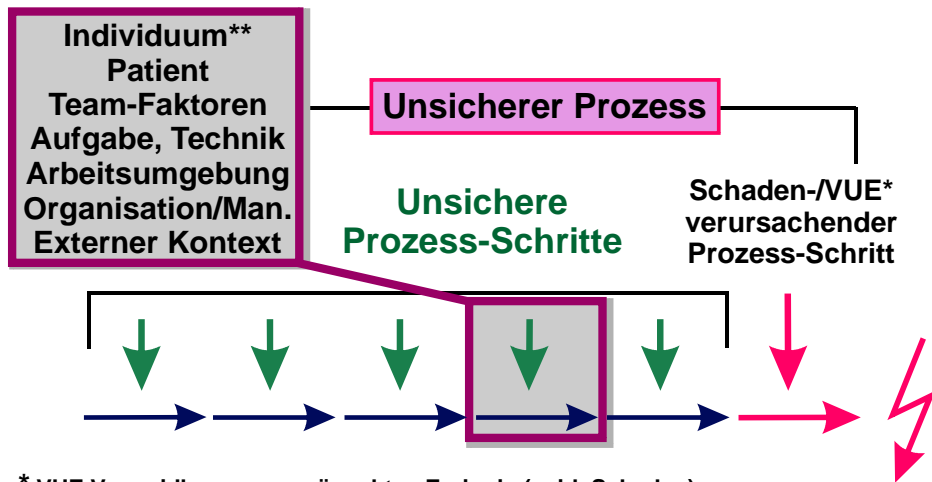 Individuum**
Patient
Team-Faktoren
Aufgabe, Technik
Arbeitsumgebung
Organisation/Man.
Externer Kontext
Unsicherer Prozess
Unsichere
Prozess-Schritte
Schaden-/VUE*
verursachender
Prozess-Schritt
* VUE